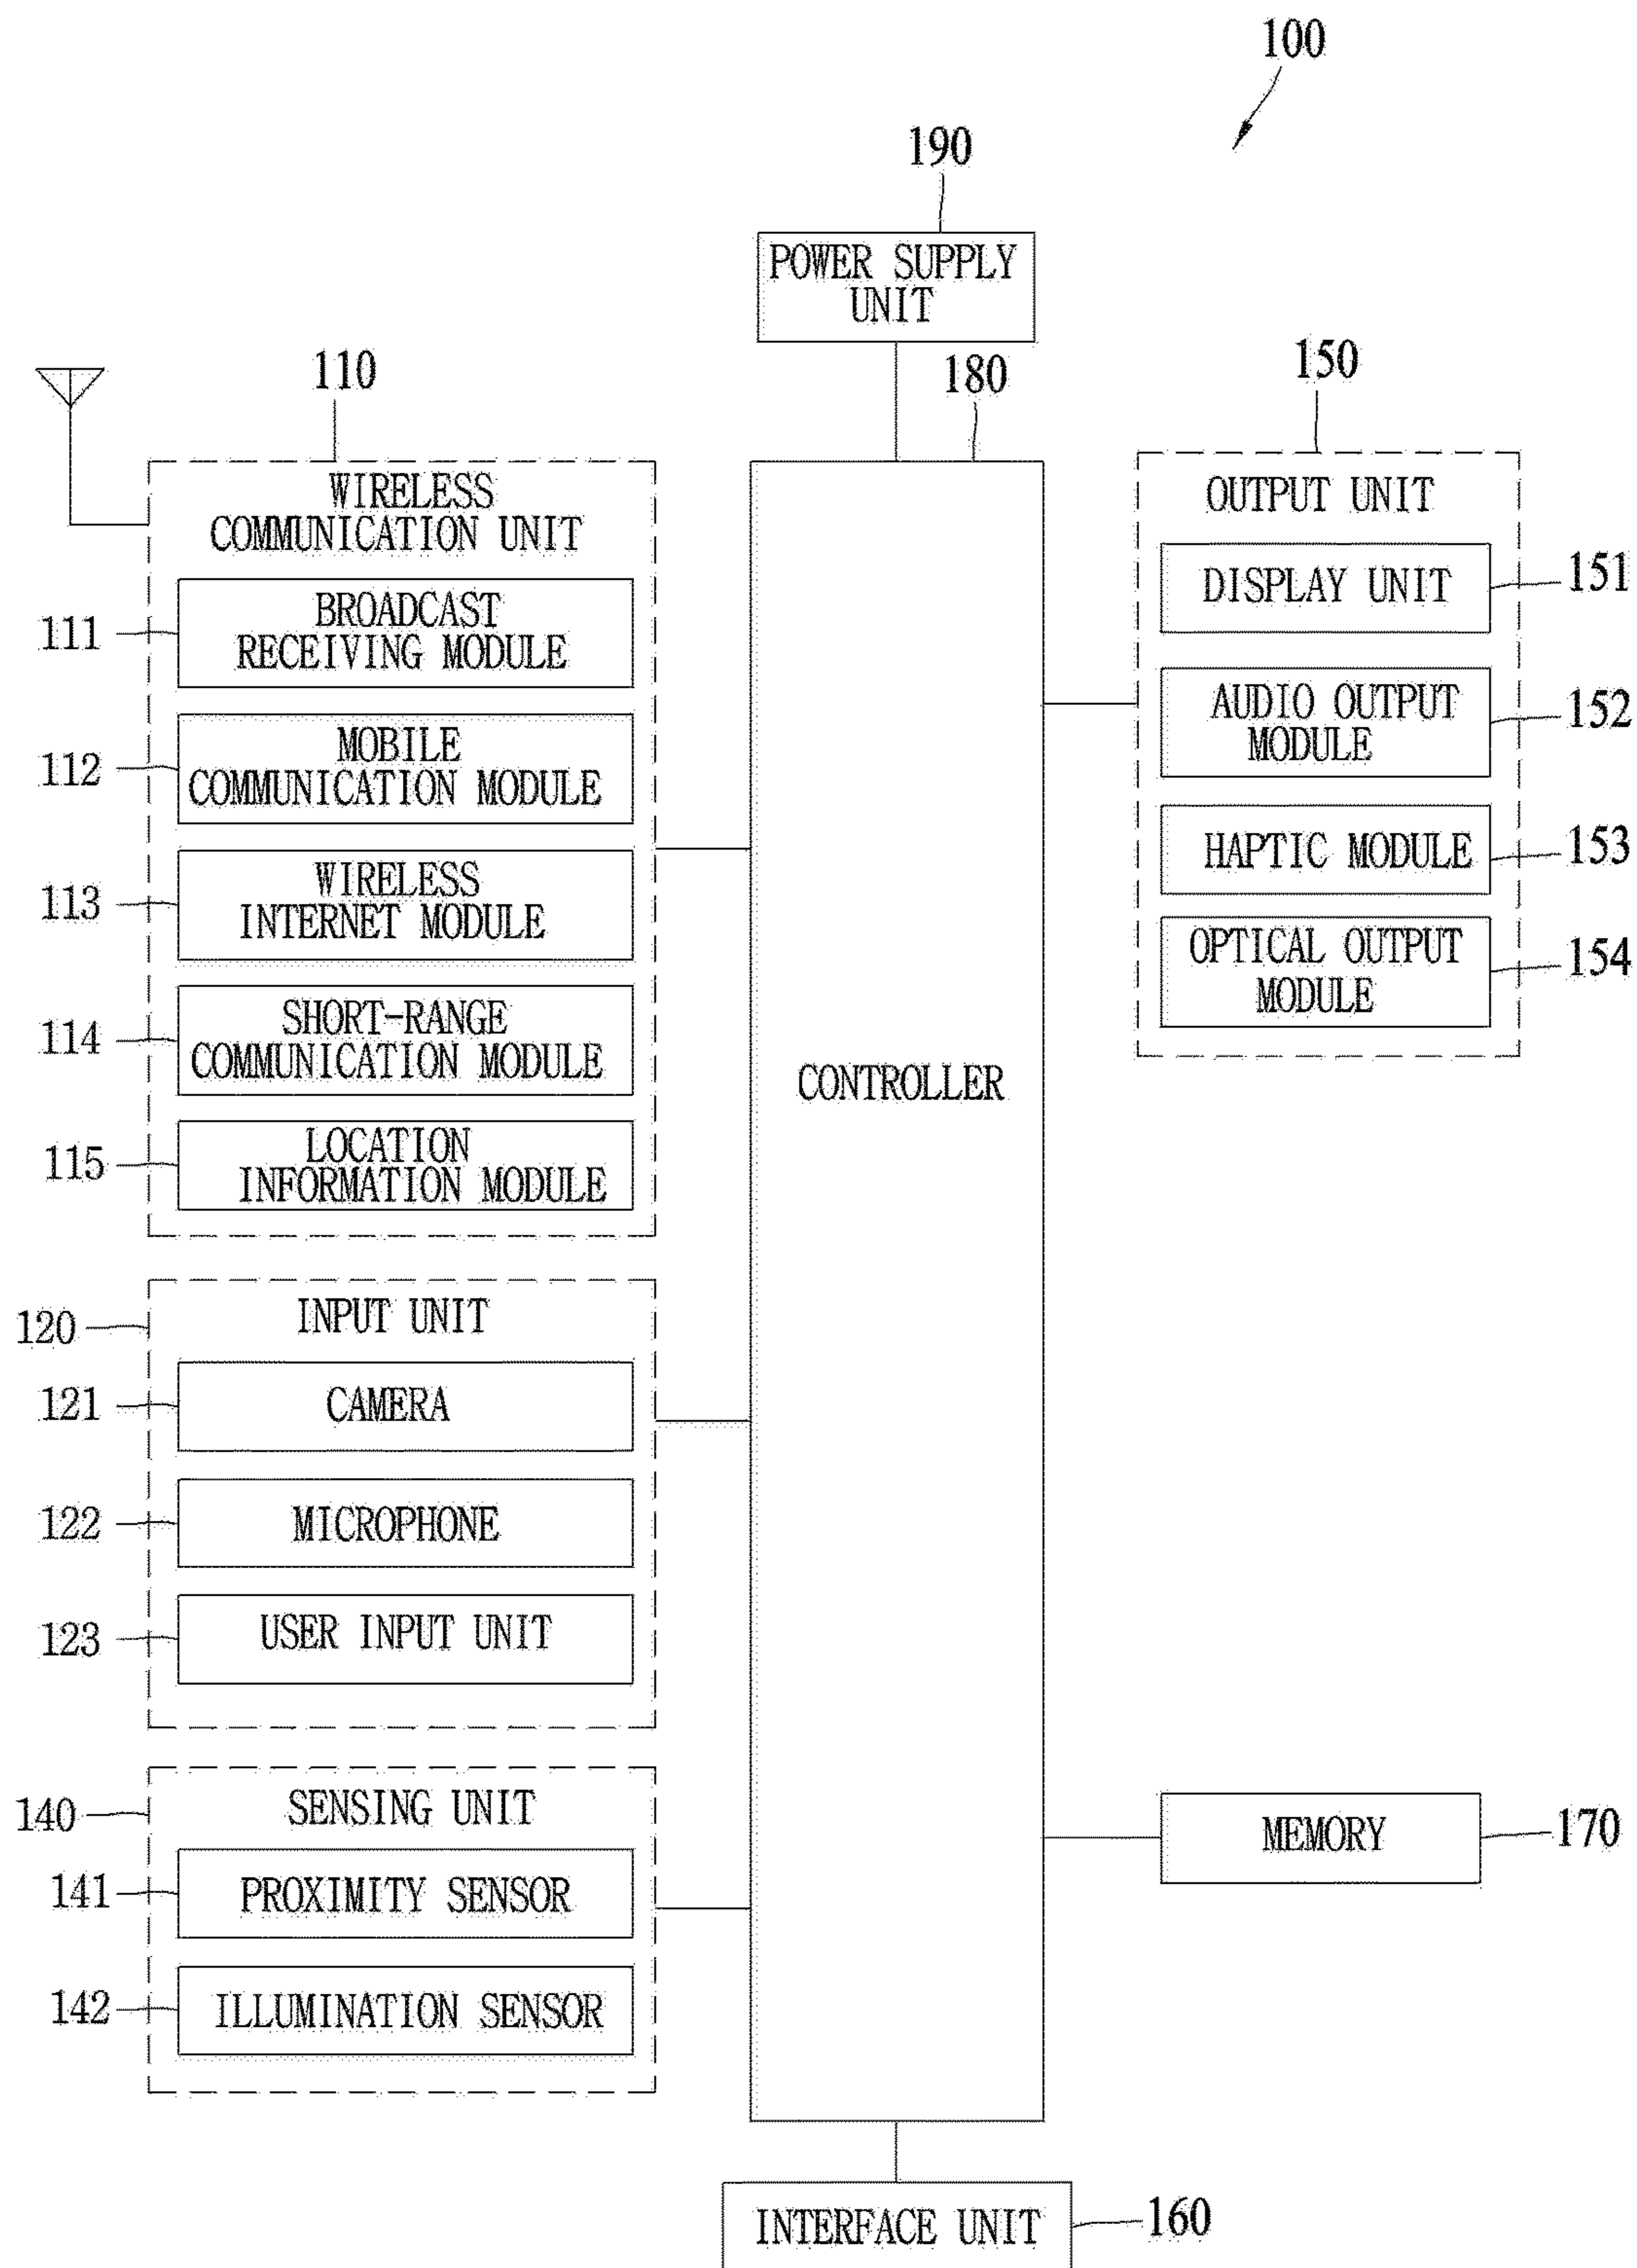 100
190
POWER SUPPLY
UNIT
110
180
150
WIRELESS
COMMUNICATION UNIT
OUTPUT UNIT
111
BROADCAST
RECEIVING MODULE
DISPLAY UNIT
151
112
MOBILE
COMMUNICATION MODULE
AUDIO OUTPUT
MODULE
152
113
WIRELESS
INTERNET MODULE
HAPTIC MODULE
153
OPTICAL OUTPUT
MODULE
154
114
SHORT-RANGE
COMMUNICATION MODULE
CONTROLLER
115
LOCATION
INFORMATION MODULE
120
INPUT UNIT
121
CAMERA
122
MICROPHONE
123
USER INPUT UNIT
140
SENSING UNIT
MEMORY
170
141
PROXIMITY SENSOR
142
ILLUMINATION SENSOR
INTERFACE UNIT
160